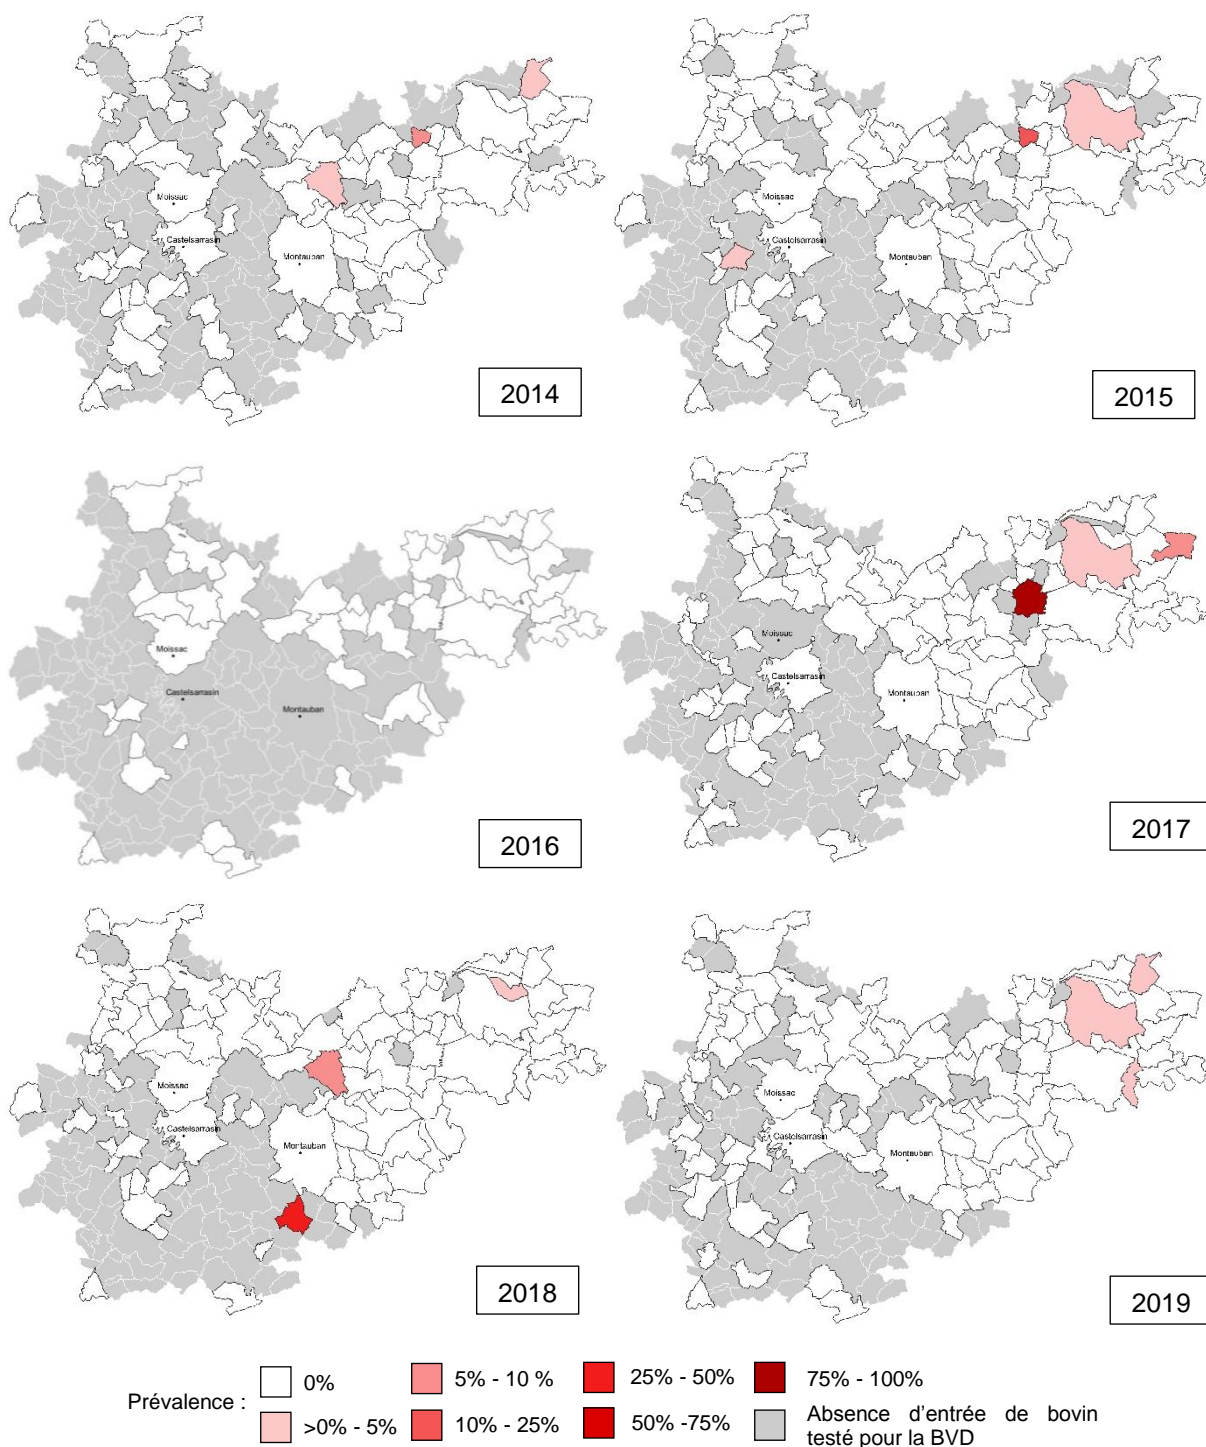 Moissac
Castelsarrasin
Montauban
2014
Moissac
Castelsarrasin
Montauban
2015
Moissac
Castelsarrasin
Montauban
2016
Moissac
Castelsarrasin
Montauban
2017
Moissac
Castelsarrasin
Montauban
2018
Moissac
Castelsarrasin
Montauban
2019
Prévalence :
0%
5% - 10 %
25% - 50%
75% - 100%
>0% - 5%
10% - 25%
50% -75%
Absence d'entrée de bovin
testé pour la BVD